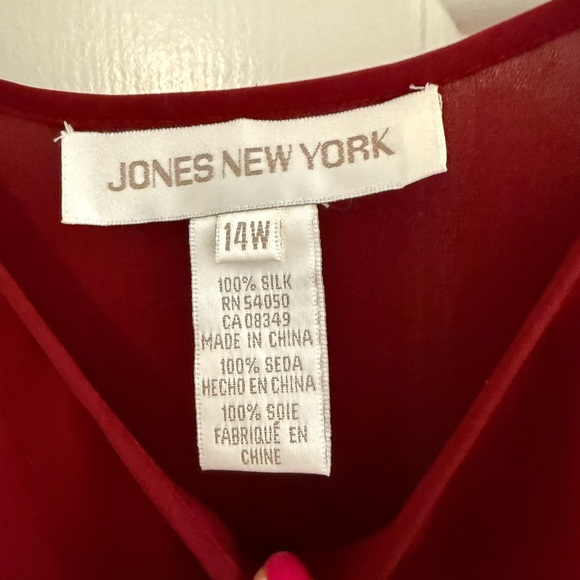 JONES NEW YORK
14W
100% SILK
RN 54050
CA 08349
MADE IN CHINA
100% SEDA
HECHO EN CHINA
100% SOIE
FABRIQUÉ EN
CHINE